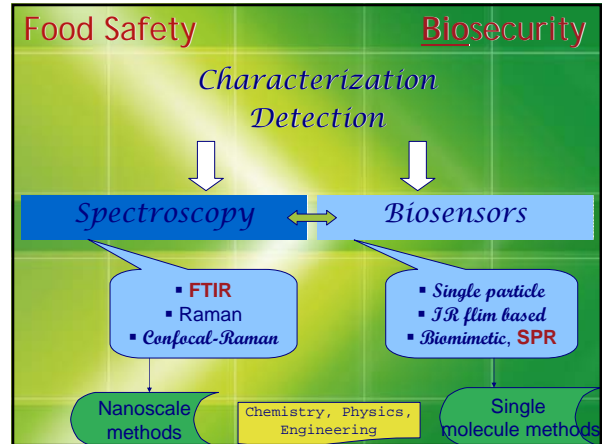 Food Safety Biosecurity
Characterization
Detection
Spectroscopy Biosensors
▪ FTIR
▪ Raman
▪ Confocal-Raman
▪ Single particle
▪ IR flim based
▪ Biomimetic, SPR
Nanoscale
methods
Chemistry, Physics,
Engineering
Single
molecule methods